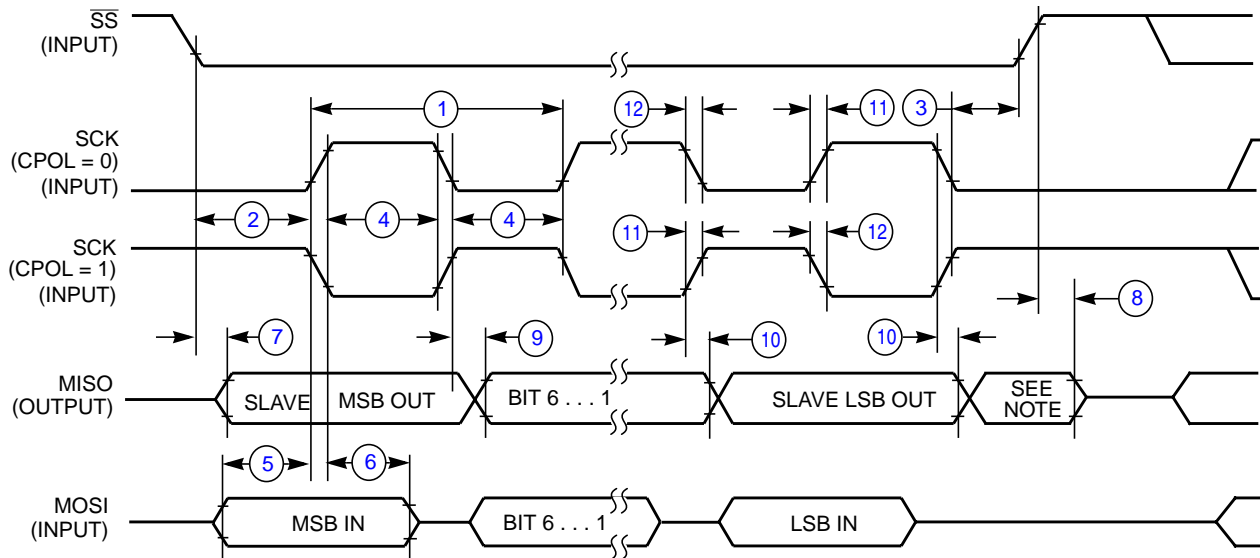 SS
(INPUT)
1
12
11
3
SCK
(CPOL = 0)
(INPUT)
2
4
4
11
12
SCK
(CPOL = 1)
(INPUT)
8
7
9
10
10
MISO
(OUTPUT)
SLAVE
MSB OUT
BIT 6 . . . 1
SLAVE LSB OUT
SEE
NOTE
5
6
MOSI
(INPUT)
MSB IN
BIT 6 . . . 1
LSB IN